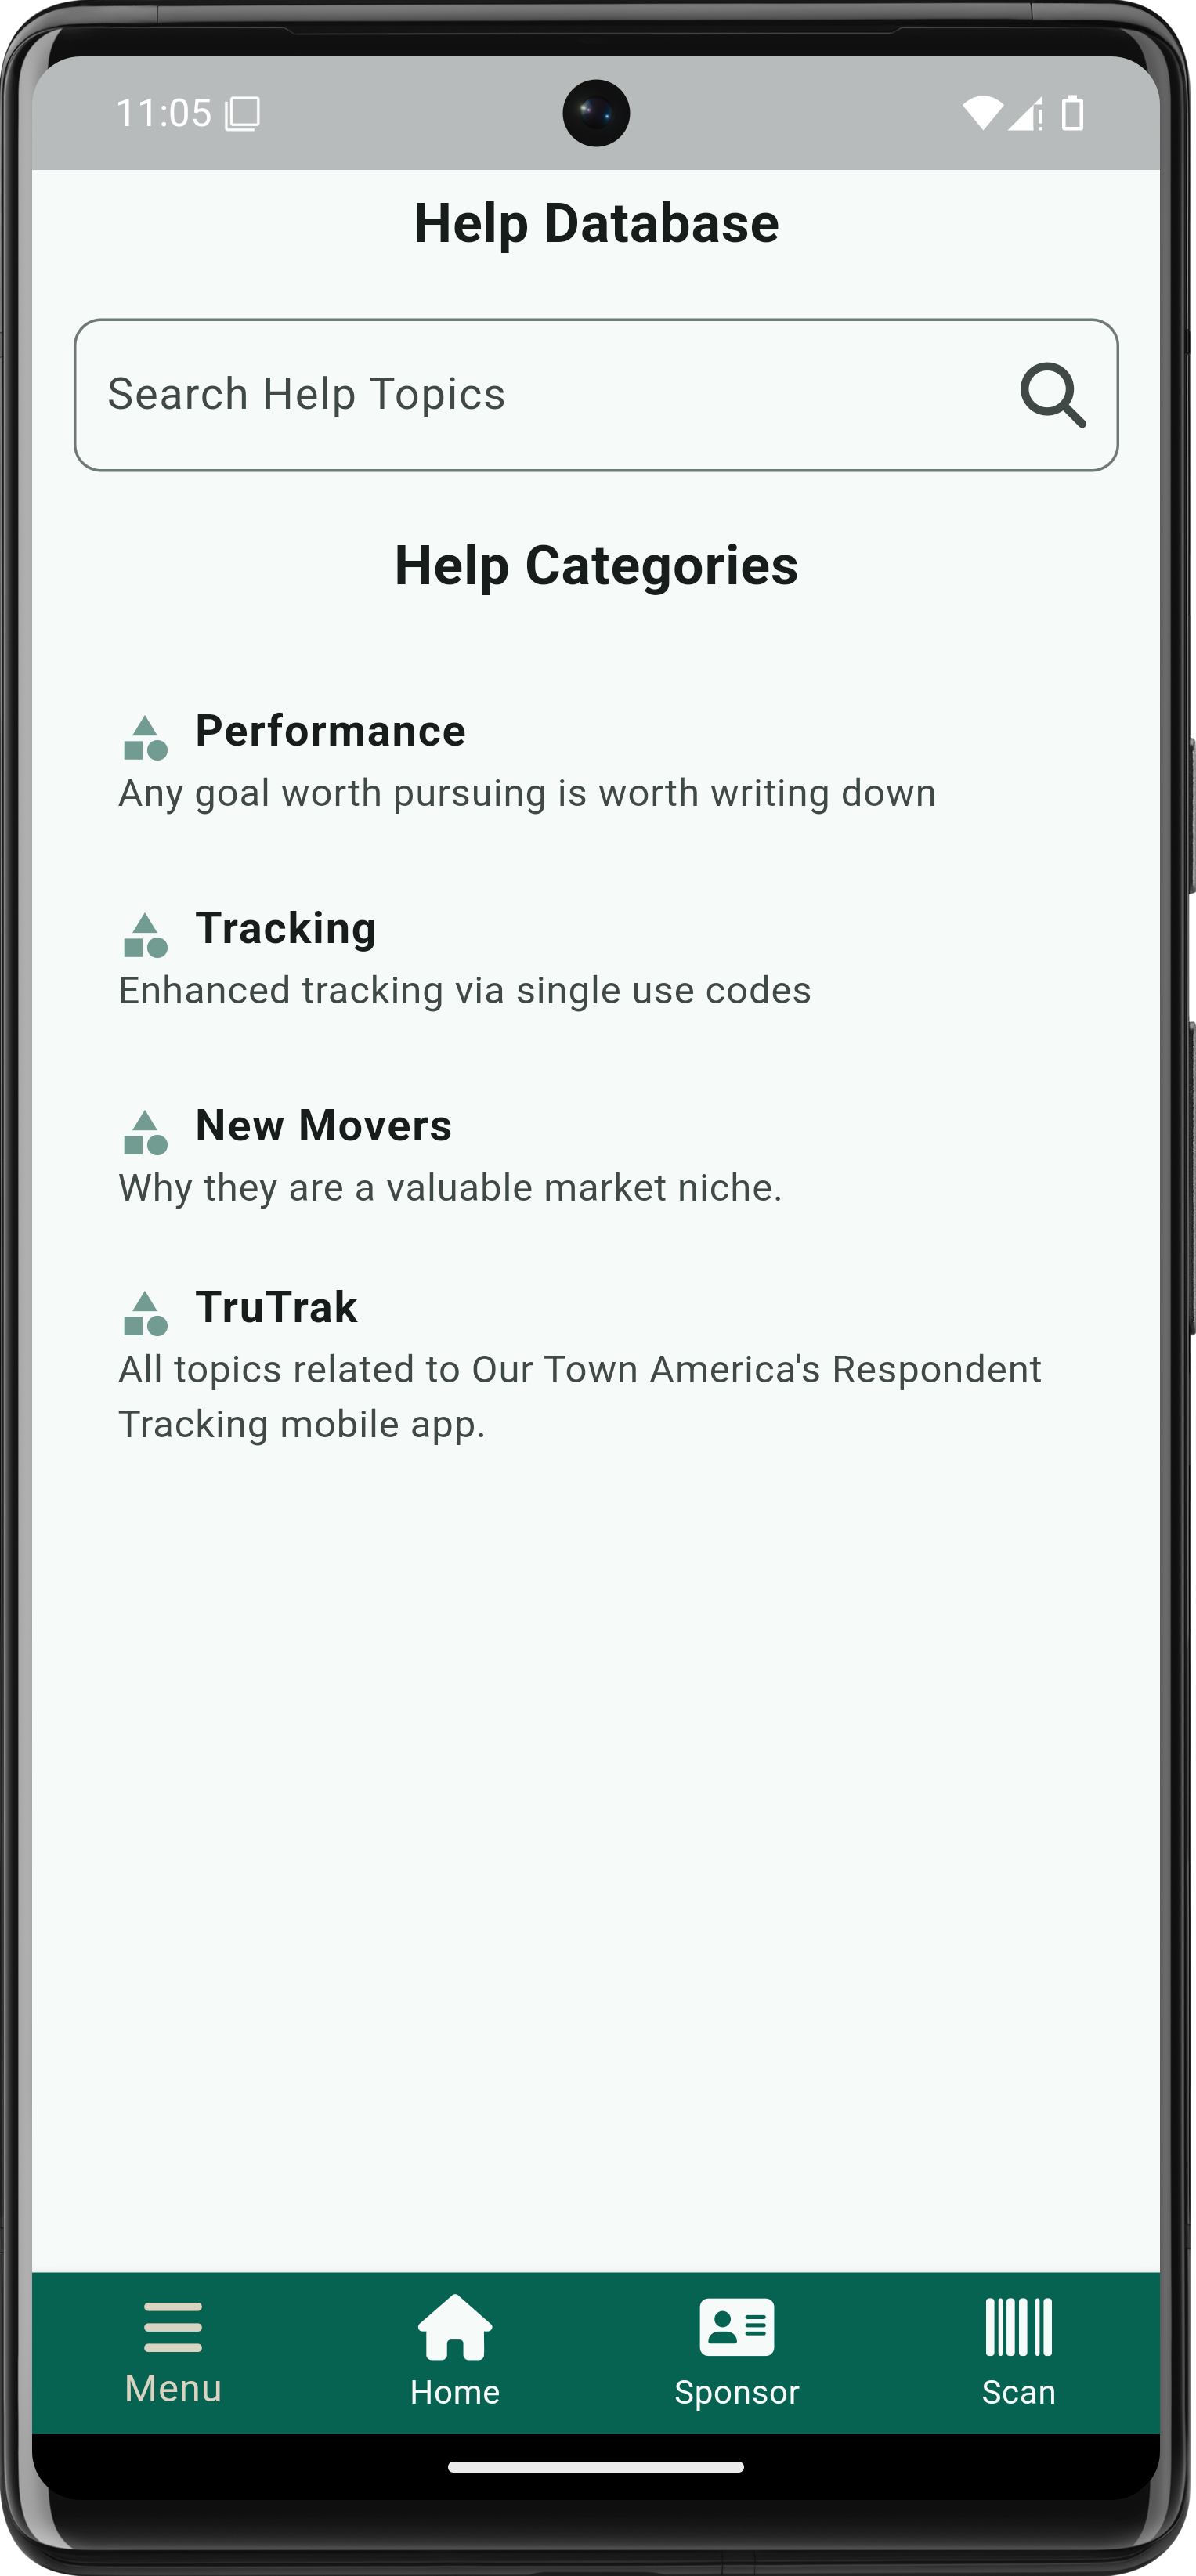 11:05
Help Database
Search Help Topics
Help Categories
Performance
Any goal worth pursuing is worth writing down
Tracking
Enhanced tracking via single use codes
New Movers
Why they are a valuable market niche.
TruTrak
All topics related to Our Town America's Respondent
Tracking mobile app.
Menu
Home
Sponsor
Scan